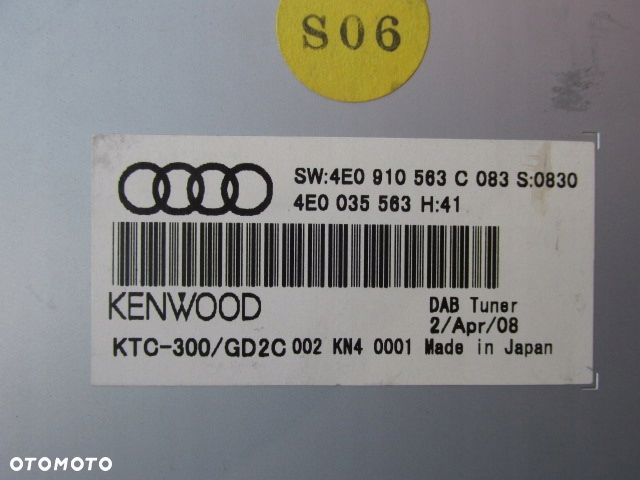 S06
SW:4E0 910 563 C 083 S:0830
4E0 035 563 H:41
KENWOOD
DAB Tuner
2/Apr/08
KTC-300/GD2C 002 KN4 0001 Made in Japan
OTOMOTO